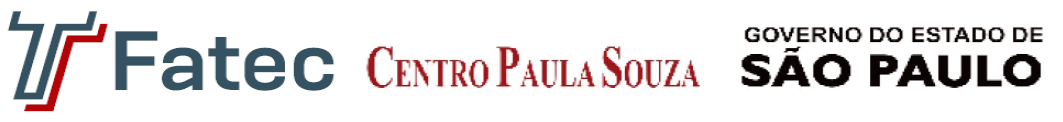 Fatec
CENTRO PAULA SOUZA
GOVERNO DO ESTADO DE
SÃO PAULO